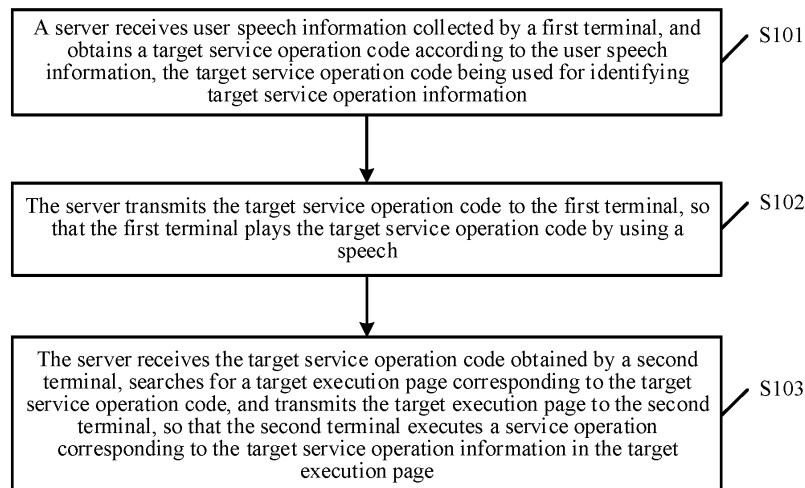 A server receives user speech information collected by a first terminal, and
obtains a target service operation code according to the user speech
information, the target service operation code being used for identifying
target service operation information
S101
The server transmits the target service operation code to the first terminal, so
that the first terminal plays the target service operation code by using a
speech
S102
The server receives the target service operation code obtained by a second
terminal, searches for a target execution page corresponding to the target
service operation code, and transmits the target execution page to the second
terminal, so that the second terminal executes a service operation
corresponding to the target service operation information in the target
execution page
S103